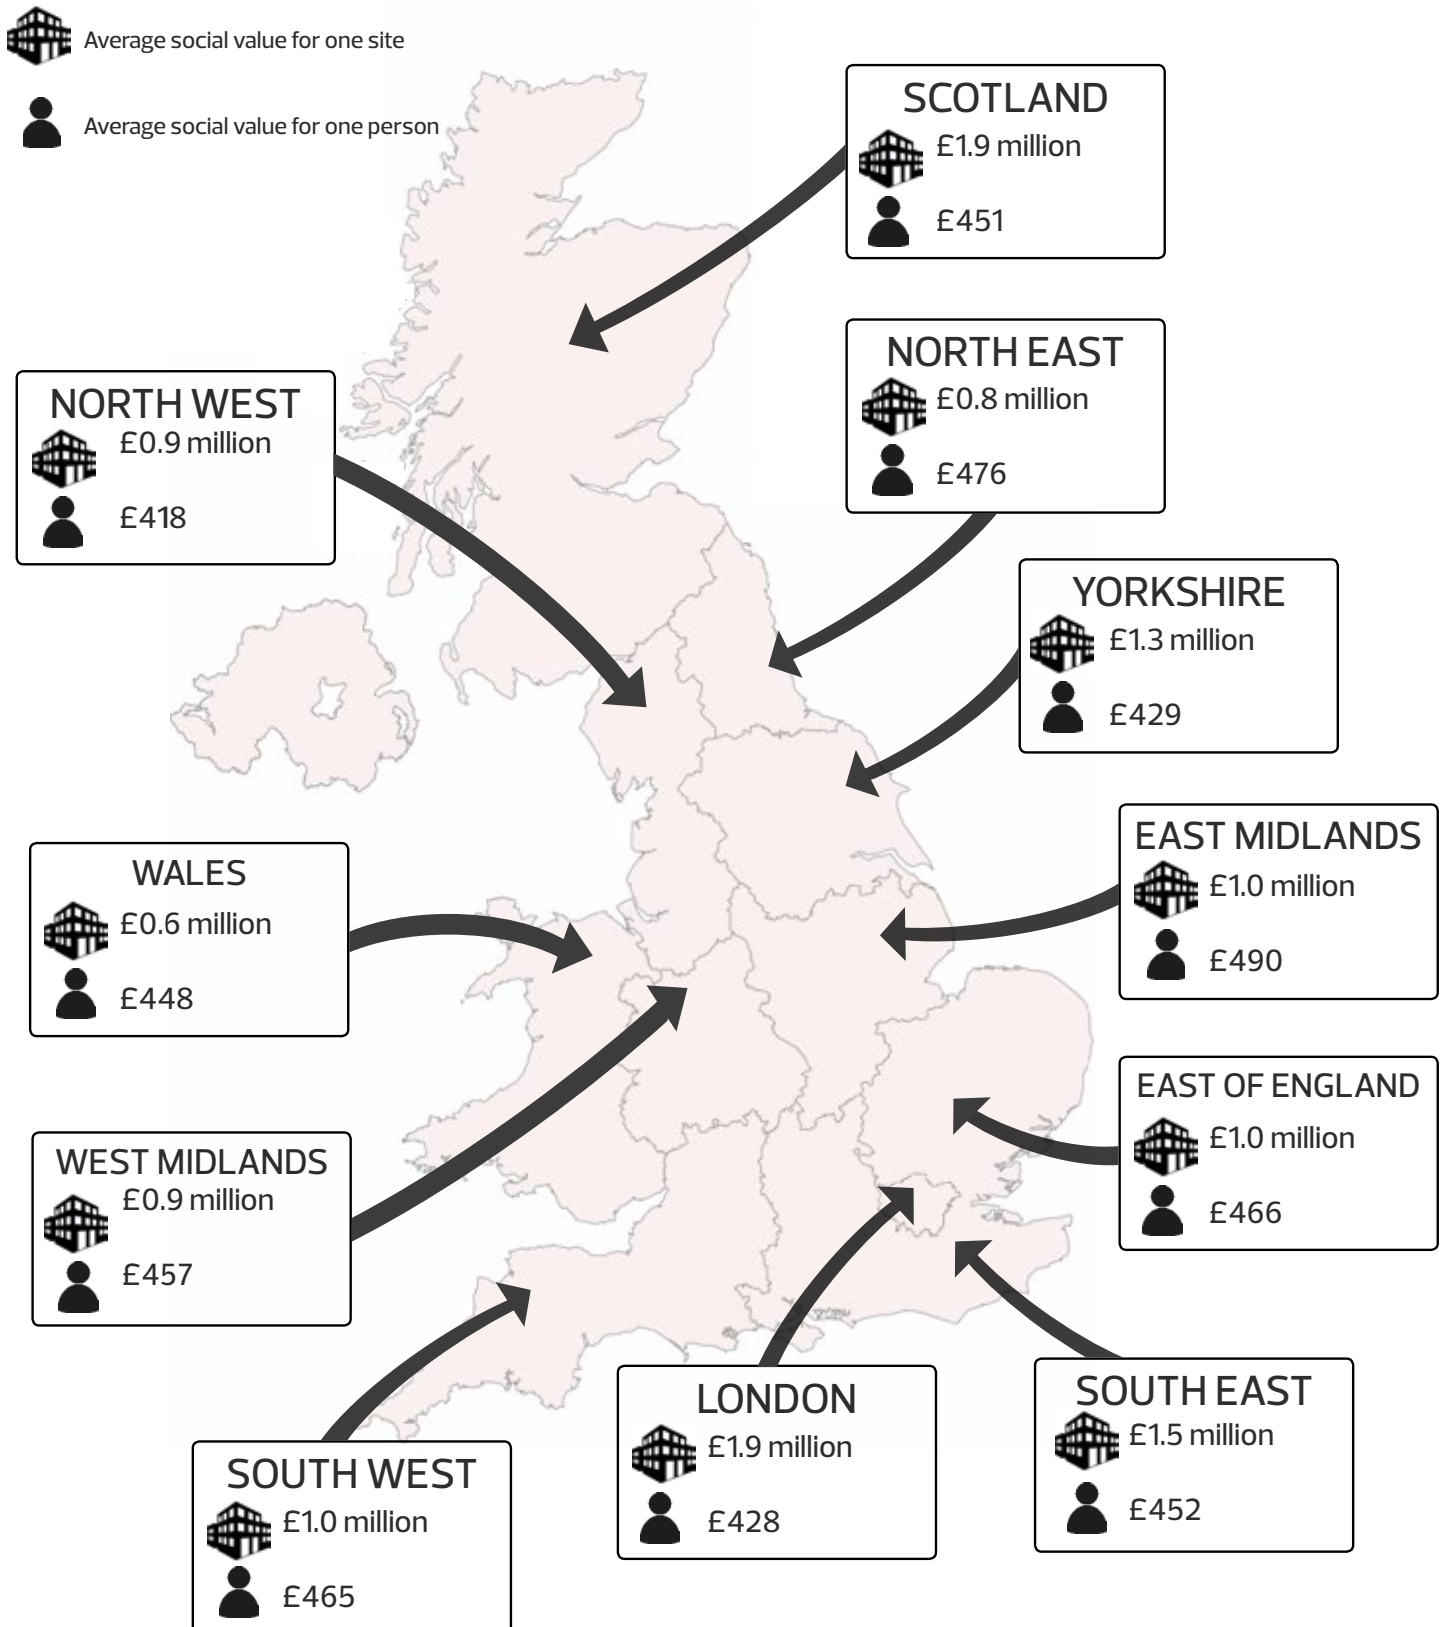 Average social value for one site
Average social value for one person
SCOTLAND
£1.9 million
£451
NORTH EAST
£0.8 million
£476
NORTH WEST
£0.9 million
£418
YORKSHIRE
£1.3 million
£429
EAST MIDLANDS
£1.0 million
£490
WALES
£0.6 million
£448
EAST OF ENGLAND
£1.0 million
£466
WEST MIDLANDS
£0.9 million
£457
LONDON
£1.9 million
£428
SOUTH EAST
£1.5 million
£452
SOUTH WEST
£1.0 million
£465